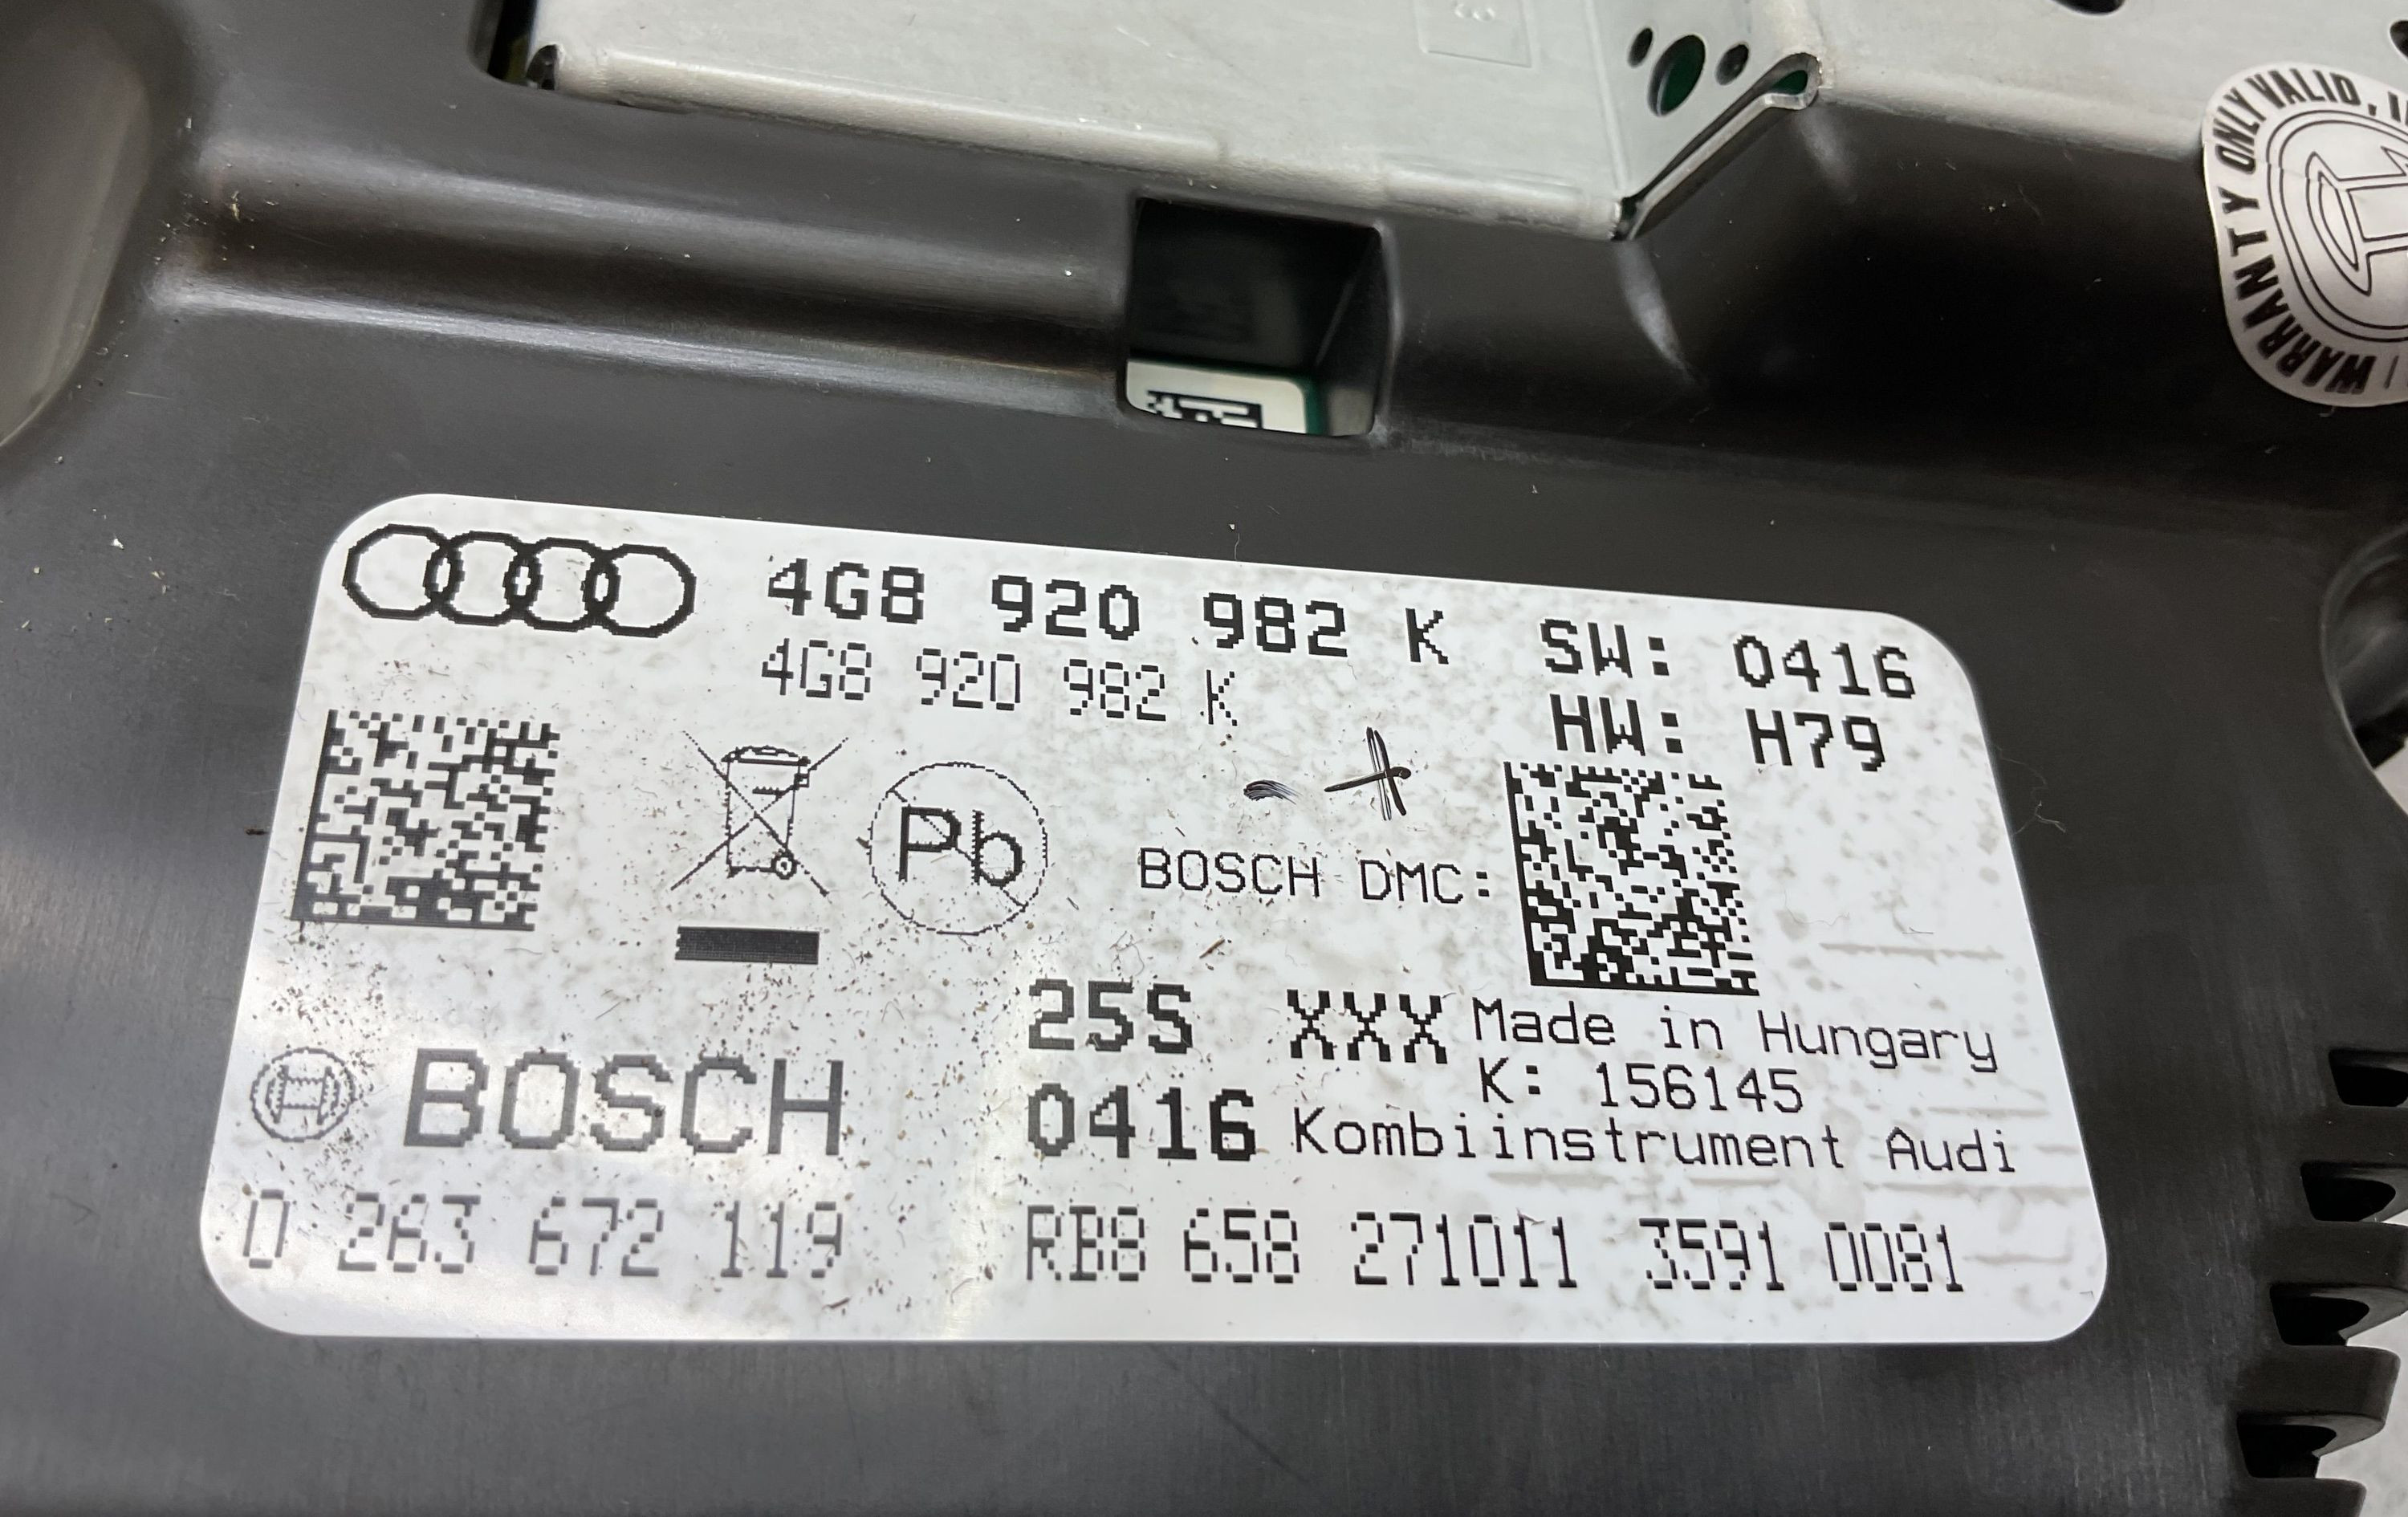 WARRANTY ONLY VALID, I
4G8 920 982 K SW: 0416
4G8 920 982 K HW: H79
Pb
BOSCH DMC:
25S XXX Made in Hungary
K: 156145
BOSCH 0416 Kombiinstrument Audi
0 263 672 119 RB8 658 271011 3591 0081